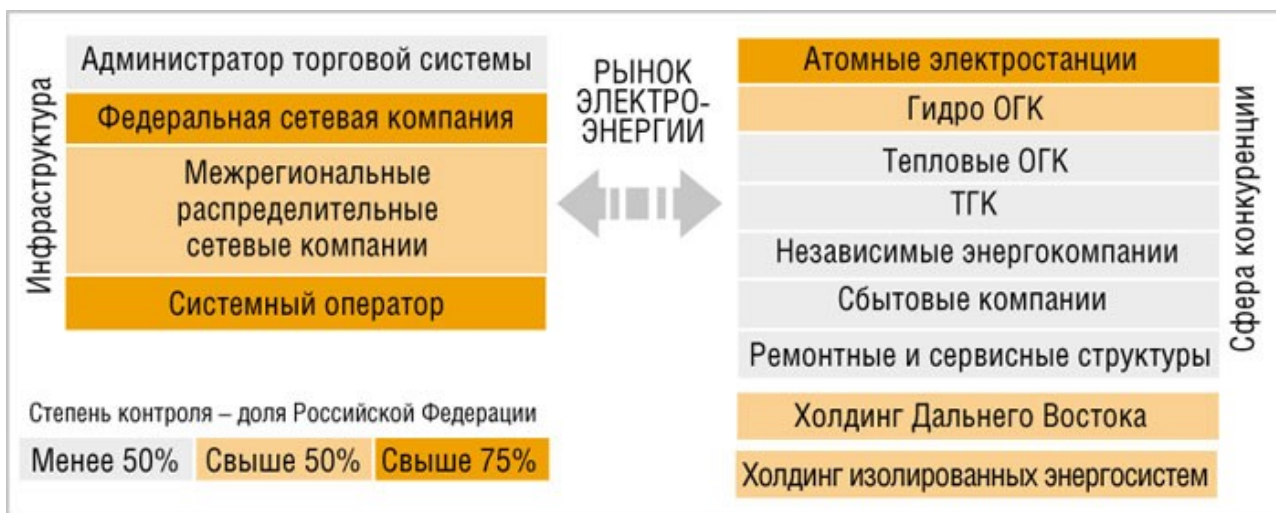 Инфраструктура
Администратор торговой системы
Федеральная сетевая компания
Межрегиональные
распределительные
сетевые компании
Системный оператор
РЫНОК
ЭЛЕКТРО-
ЭНЕРГИИ
Атомные электростанции
Гидро ОГК
Тепловые ОГК
ТГК
Независимые энергокомпании
Сбытовые компании
Ремонтные и сервисные структуры
Сфера конкуренции
Холдинг Дальнего Востока
Холдинг изолированных энергосистем
Степень контроля – доля Российской Федерации
Менее 50%
Свыше 50%
Свыше 75%